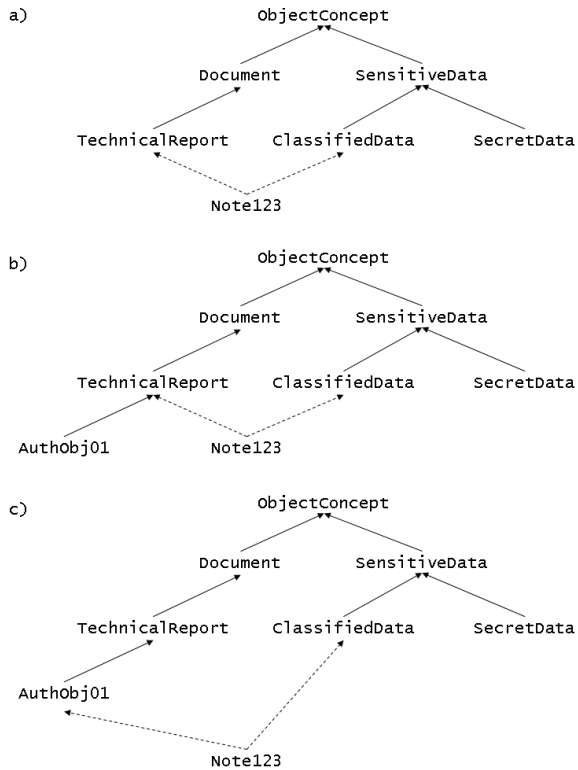 a)
ObjectConcept
Document SensitiveData
TechnicalReport ClassifiedData SecretData
Note123
b)
ObjectConcept
Document SensitiveData
TechnicalReport ClassifiedData SecretData
AuthObj01 Note123
c)
ObjectConcept
Document SensitiveData
TechnicalReport ClassifiedData SecretData
AuthObj01
Note123